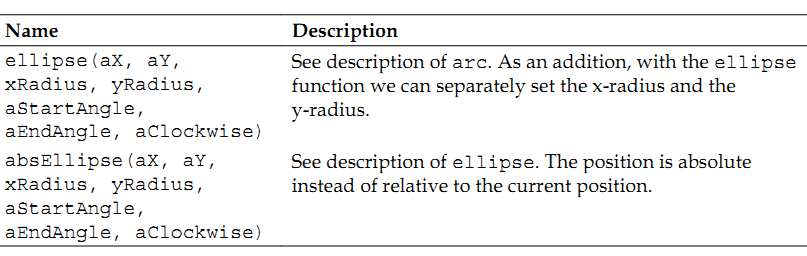 Name Description
ellipse(aX, aY, See description of arc. As an addition, with the ellipse
xRadius, yRadius, function we can separately set the x-radius and the
aStartAngle, y-radius.
aEndAngle, aClockwise)
absEllipse(aX, aY, See description of ellipse. The position is absolute
xRadius, yRadius, instead of relative to the current position.
aStartAngle,
aEndAngle, aClockwise)